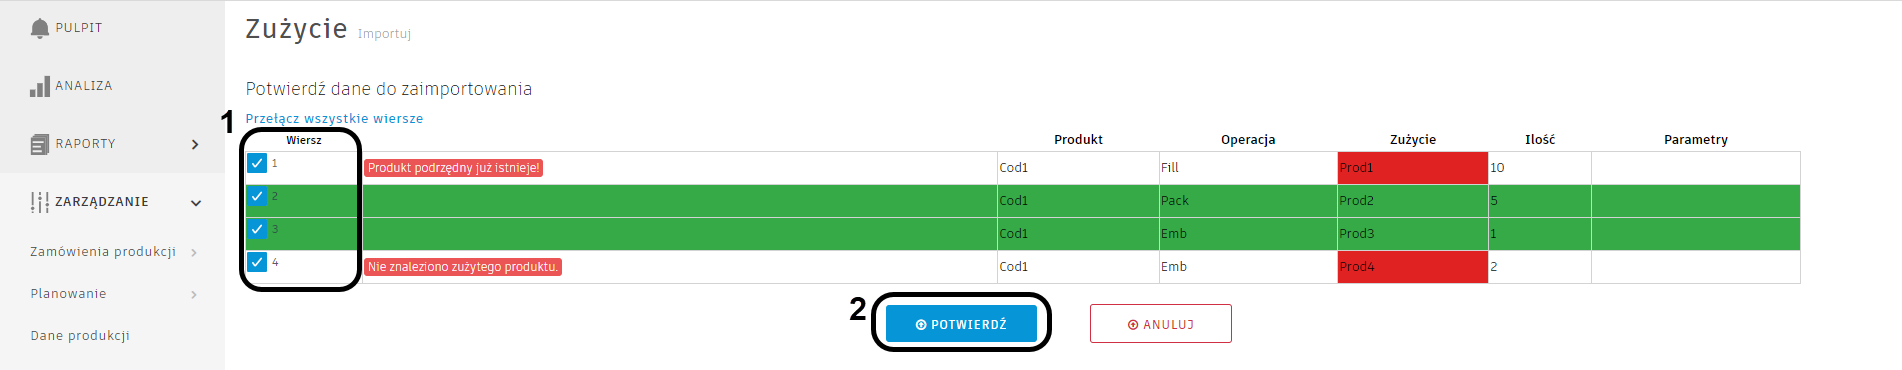 PULPIT
ANALIZA
RAPORTY
ZARZĄDZANIE
Zamówienia produkcji
Planowanie
Dane produkcji
Zużycie Importuj
Potwierdź dane do zaimportowania
1 Przełącz wszystkie wiersze
Wiersz Produkt Operacja Zużycie Ilość Parametry
1 Produkt podrzędny już istnieje! Cod1 Fill Prod1 10
2 Cod1 Pack Prod2 5
3 Cod1 Emb Prod3 1
4 Nie znaleziono zużytego produktu. Cod1 Emb Prod4 2
2 POTWIERDŹ ANULUJ